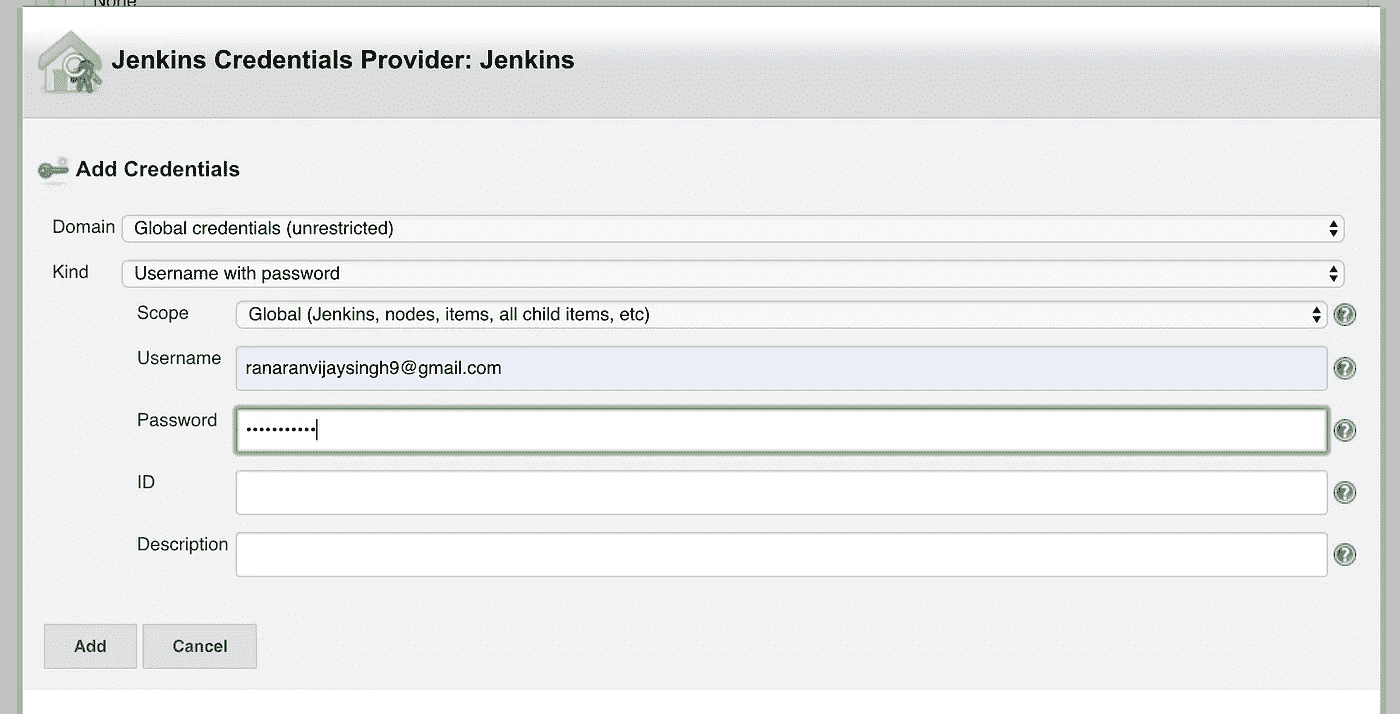 None
Jenkins Credentials Provider: Jenkins
Add Credentials
Domain Global credentials (unrestricted)
Kind Username with password
Scope Global (Jenkins, nodes, items, all child items, etc)
Username ranaranvijaysingh9@gmail.com
Password •••••••••••
ID
Description
Add Cancel